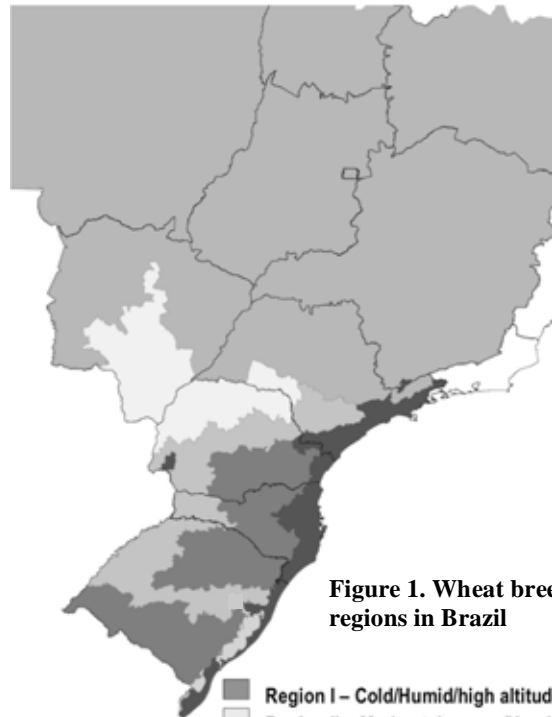 Figure 1. Wheat bree
regions in Brazil
Region I – Cold/Humid/high altitud